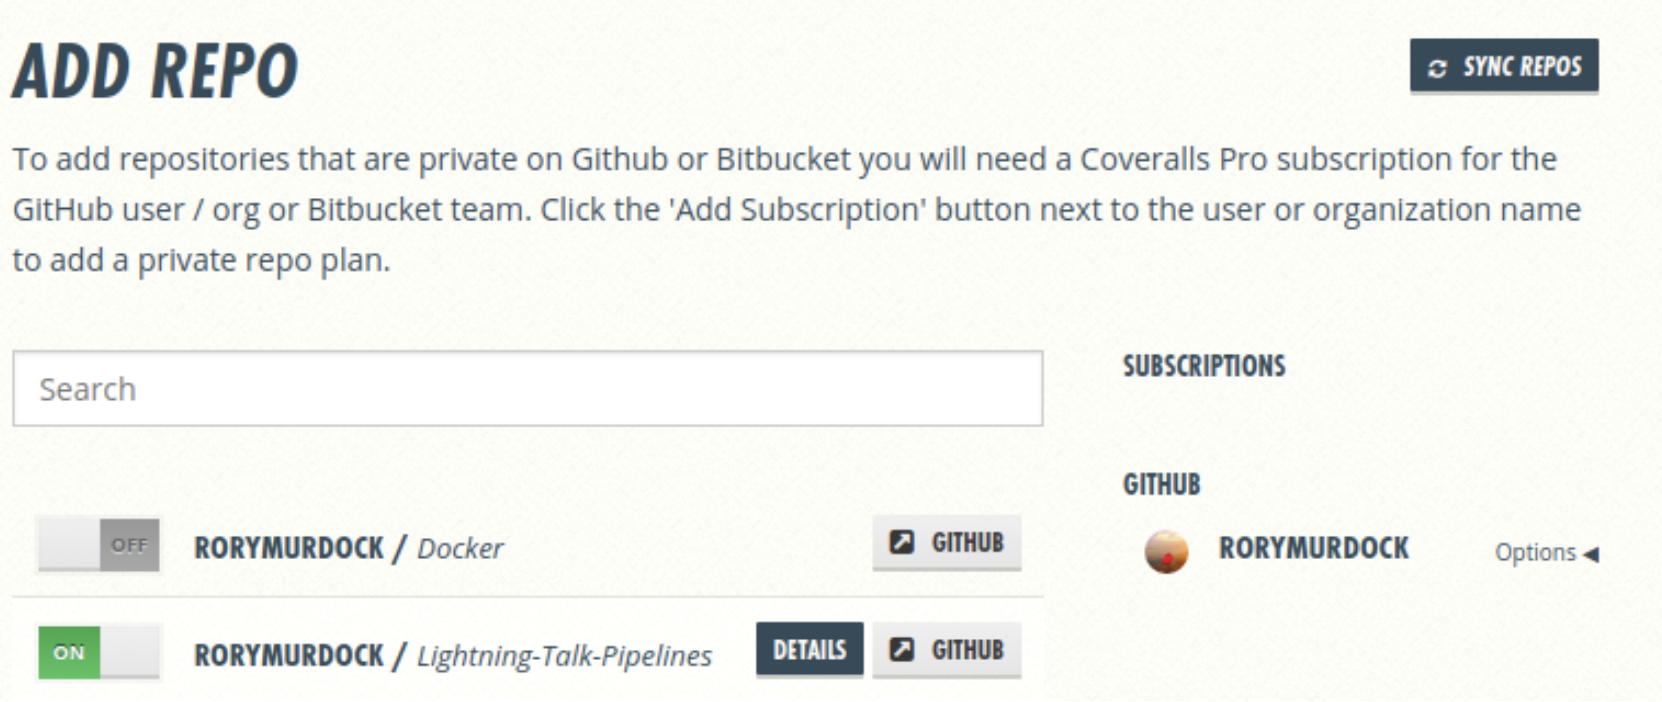 ADD REPO
SYNC REPOS
To add repositories that are private on Github or Bitbucket you will need a Coveralls Pro subscription for the
GitHub user / org or Bitbucket team. Click the 'Add Subscription' button next to the user or organization name
to add a private repo plan.
Search
SUBSCRIPTIONS
GITHUB
RORYMURDOCK Options
OFF RORYMURDOCK / Docker GITHUB
ON RORYMURDOCK / Lightning-Talk-Pipelines DETAILS GITHUB